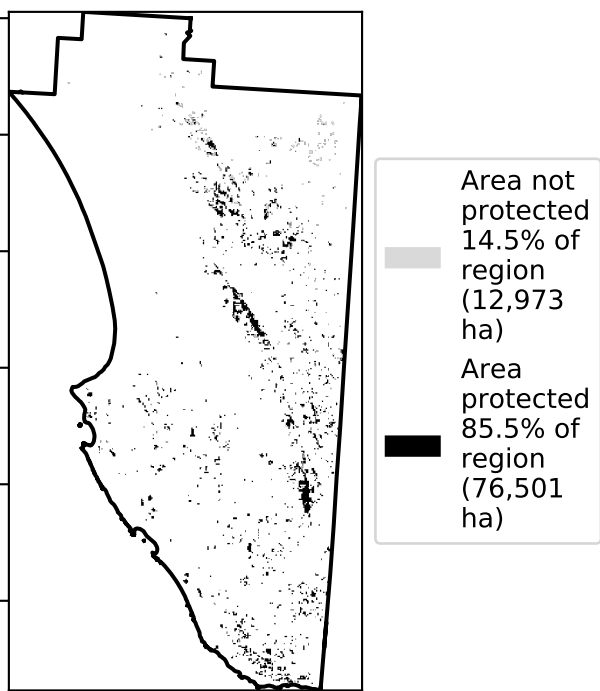 Area not
protected
14.5% of
region
(12,973
ha)
Area
protected
85.5% of
region
(76,501
ha)